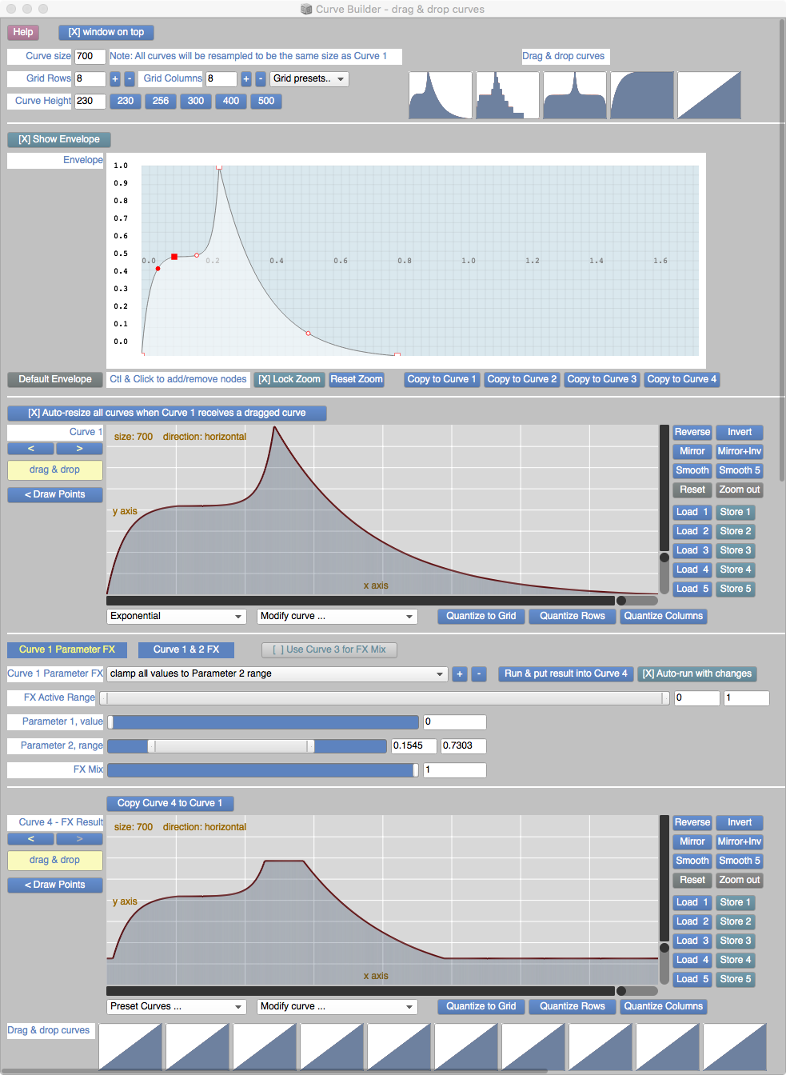 Curve Builder - drag & drop curves
Help
[X] window on top
Curve size
700
Note: All curves will be resampled to be the same size as Curve 1
Drag & drop curves
Grid Rows
8
+
-
Grid Columns
8
+
-
Grid presets..
Curve Height
230
230
256
300
400
500
[X] Show Envelope
Envelope
1.0
0.9
0.8
0.7
0.6
0.5
0.4
0.3
0.2
0.1
0.0
0.0
0.2
0.4
0.6
0.8
1.0
1.2
1.4
1.6
Default Envelope
Ctl & Click to add/remove nodes
[X] Lock Zoom
Reset Zoom
Copy to Curve 1
Copy to Curve 2
Copy to Curve 3
Copy to Curve 4
[X] Auto-resize all curves when Curve 1 receives a dragged curve
Curve 1
<
>
drag & drop
< Draw Points
size: 700
direction: horizontal
y axis
x axis
Reverse
Invert
Mirror
Mirror+Inv
Smooth
Smooth 5
Reset
Zoom out
Load 1
Store 1
Load 2
Store 2
Load 3
Store 3
Load 4
Store 4
Load 5
Store 5
Exponential
Modify curve ...
Quantize to Grid
Quantize Rows
Quantize Columns
Curve 1 Parameter FX
Curve 1 & 2 FX
[ ] Use Curve 3 for FX Mix
Curve 1 Parameter FX
clamp all values to Parameter 2 range
+
-
Run & put result into Curve 4
[X] Auto-run with changes
FX Active Range
0
1
Parameter 1, value
0
Parameter 2, range
0.1545
0.7303
FX Mix
1
Copy Curve 4 to Curve 1
Curve 4 - FX Result
<
>
drag & drop
< Draw Points
size: 700
direction: horizontal
y axis
x axis
Reverse
Invert
Mirror
Mirror+Inv
Smooth
Smooth 5
Reset
Zoom out
Load 1
Store 1
Load 2
Store 2
Load 3
Store 3
Load 4
Store 4
Load 5
Store 5
Preset Curves ...
Modify curve ...
Quantize to Grid
Quantize Rows
Quantize Columns
Drag & drop curves